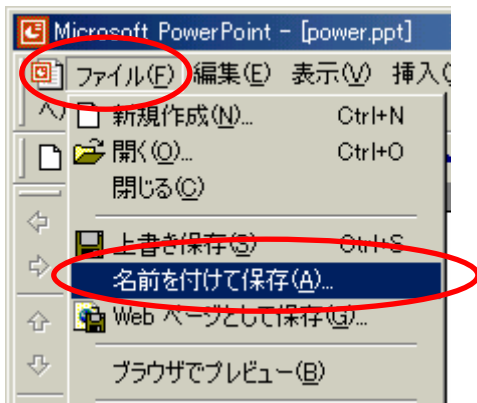 Microsoft PowerPoint - [power.ppt]
ファイル(F) 編集(E) 表示(V) 挿入(
新規作成(N)... Ctrl+N
開く(O)... Ctrl+O
閉じる(C)
上書き保存(S) Ctrl+S
名前を付けて保存(A)...
Web ページとして保存(G)...
ブラウザでプレビュー(B)